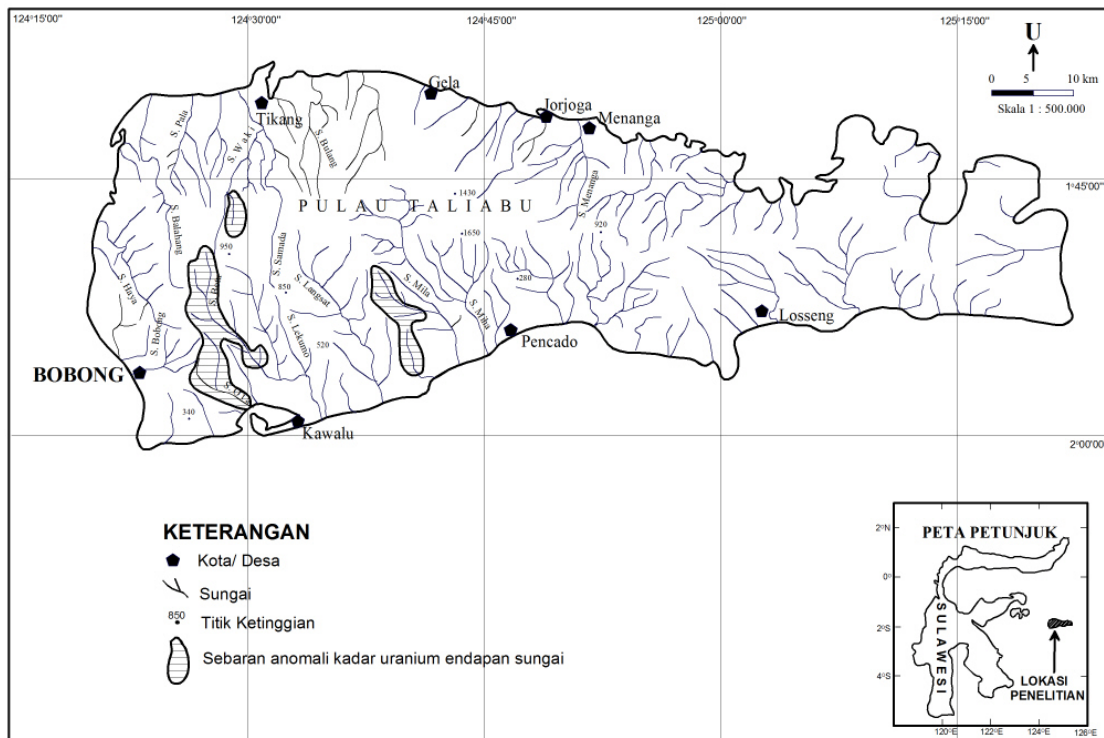 124°15'00"
124°30'00"
124°45'00"
125°00'00"
125°15'00"
U
0 5 10 km
Skala 1 : 500.000
Gela
Tikang
Jorjoga
Menanga
S. Pala
S. Wak
S. Bulang
1°45'00"
1430
PULAU TALIABU
S. Menanga
S. Balahang
1650
920
950
S. Samada
280
S. Haya
850
S. Langsat
S. Mila
S. Miha
S. Bobong
S. Lekumo
520
Losseng
Pencado
BOBONG
340
Kawalu
2°00'00"
KETERANGAN
Kota/ Desa
Sungai
850
Titik Ketinggian
Sebaran anomali kadar uranium endapan sungai
PETA PETUNJUK
2°N
0°
2°S
4°S
SULAWESI
LOKASI
PENELITIAN
120°E 122°E 124°E 126°E